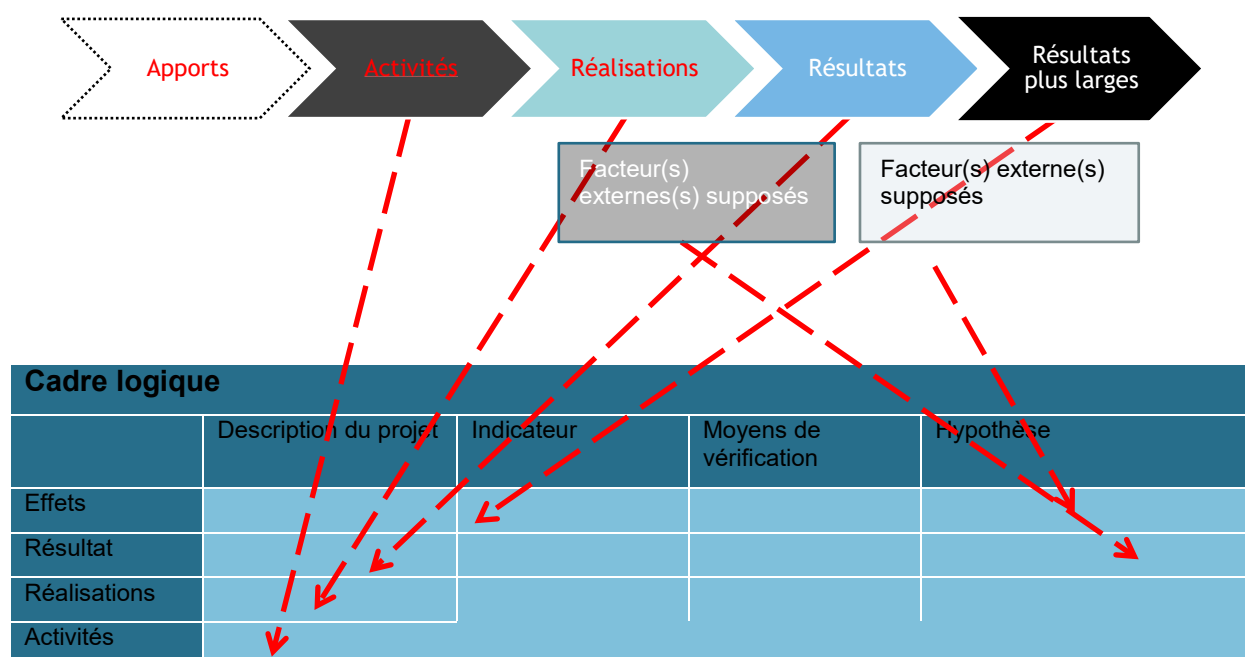 Apports
Activités
Réalisations
Résultats
Résultats
plus larges
Facteur(s)
externes(s) supposés
Facteur(s) externe(s)
supposés
Cadre logique
Description du projet
Indicateur
Moyens de
vérification
Hypothèse
Effets
Résultat
Réalisations
Activités